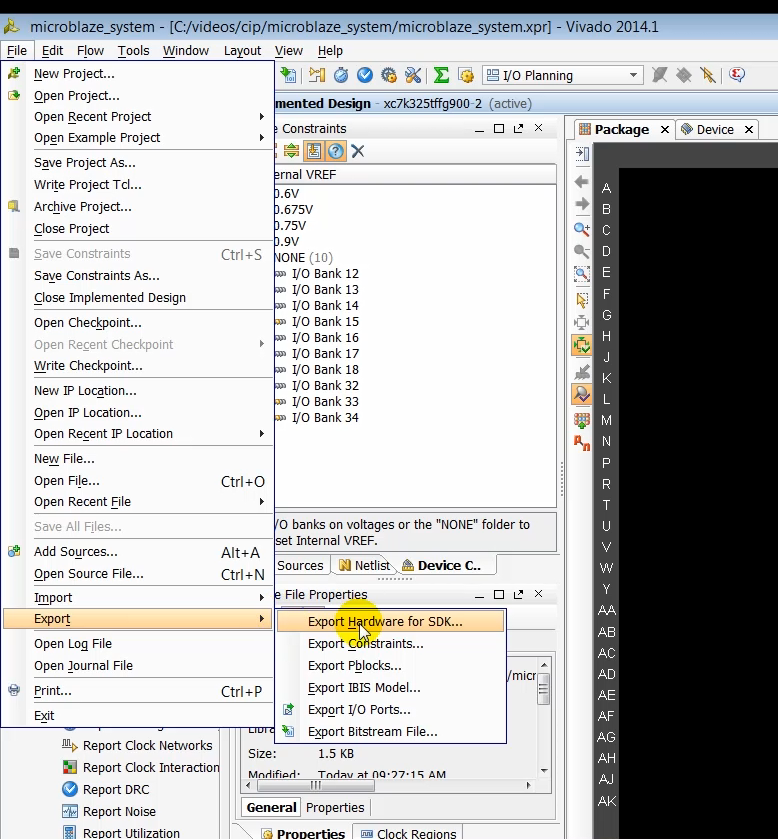 microblaze_system - [C:/videos/cip/microblaze_system/microblaze_system.xpr] - Vivado 2014.1
File Edit Flow Tools Window Layout View Help
New Project...
Open Project...
Open Recent Project
Open Example Project
Save Project As...
Write Project Tcl...
Archive Project...
Close Project
Save Constraints Ctrl+S
Save Constraints As...
Close Implemented Design
Open Checkpoint...
Open Recent Checkpoint
Write Checkpoint...
New IP Location...
Open IP Location...
Open Recent IP Location
New File...
Open File... Ctrl+O
Open Recent File
Save All Files...
Add Sources... Alt+A
Open Source File... Ctrl+N
Import
Export
Open Log File
Open Journal File
Print... Ctrl+P
Exit
Export Hardware for SDK...
Export Constraints...
Export Pblocks...
Export IBIS Model...
Export I/O Ports...
Export Bitstream File...
I/O Planning
mented Design - xc7k325tffg900-2 (active)
e Constraints
ernal VREF
0.6V
0.675V
0.75V
0.9V
NONE (10)
I/O Bank 12
I/O Bank 13
I/O Bank 14
I/O Bank 15
I/O Bank 16
I/O Bank 17
I/O Bank 18
I/O Bank 32
I/O Bank 33
I/O Bank 34
/O banks on voltages or the "NONE" folder to
set Internal VREF.
Sources Netlist Device C..
e File Properties
/micr
Size: 1.5 KB
Modified: Today at 09:27:15 AM
General Properties
Properties Clock Regions
Report Clock Networks
Report Clock Interaction
Report DRC
Report Noise
Report Utilization
Package Device
A
B
C
D
E
F
G
H
J
K
L
M
N
P
R
T
U
V
W
Y
AA
AB
AC
AD
AE
AF
AG
AH
AJ
AK